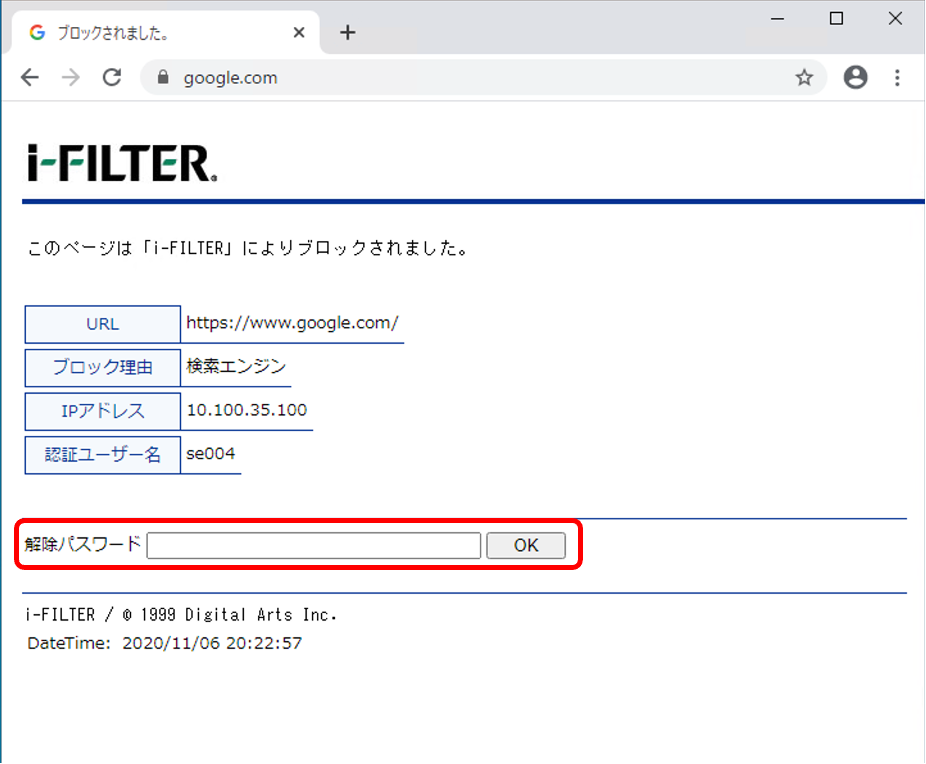 ブロックされました。
google.com
i-FILTER®
このページは「i-FILTER」によりブロックされました。
URL https://www.google.com/
ブロック理由 検索エンジン
IPアドレス 10.100.35.100
認証ユーザー名 se004
解除パスワード OK
i-FILTER / © 1999 Digital Arts Inc.
DateTime: 2020/11/06 20:22:57